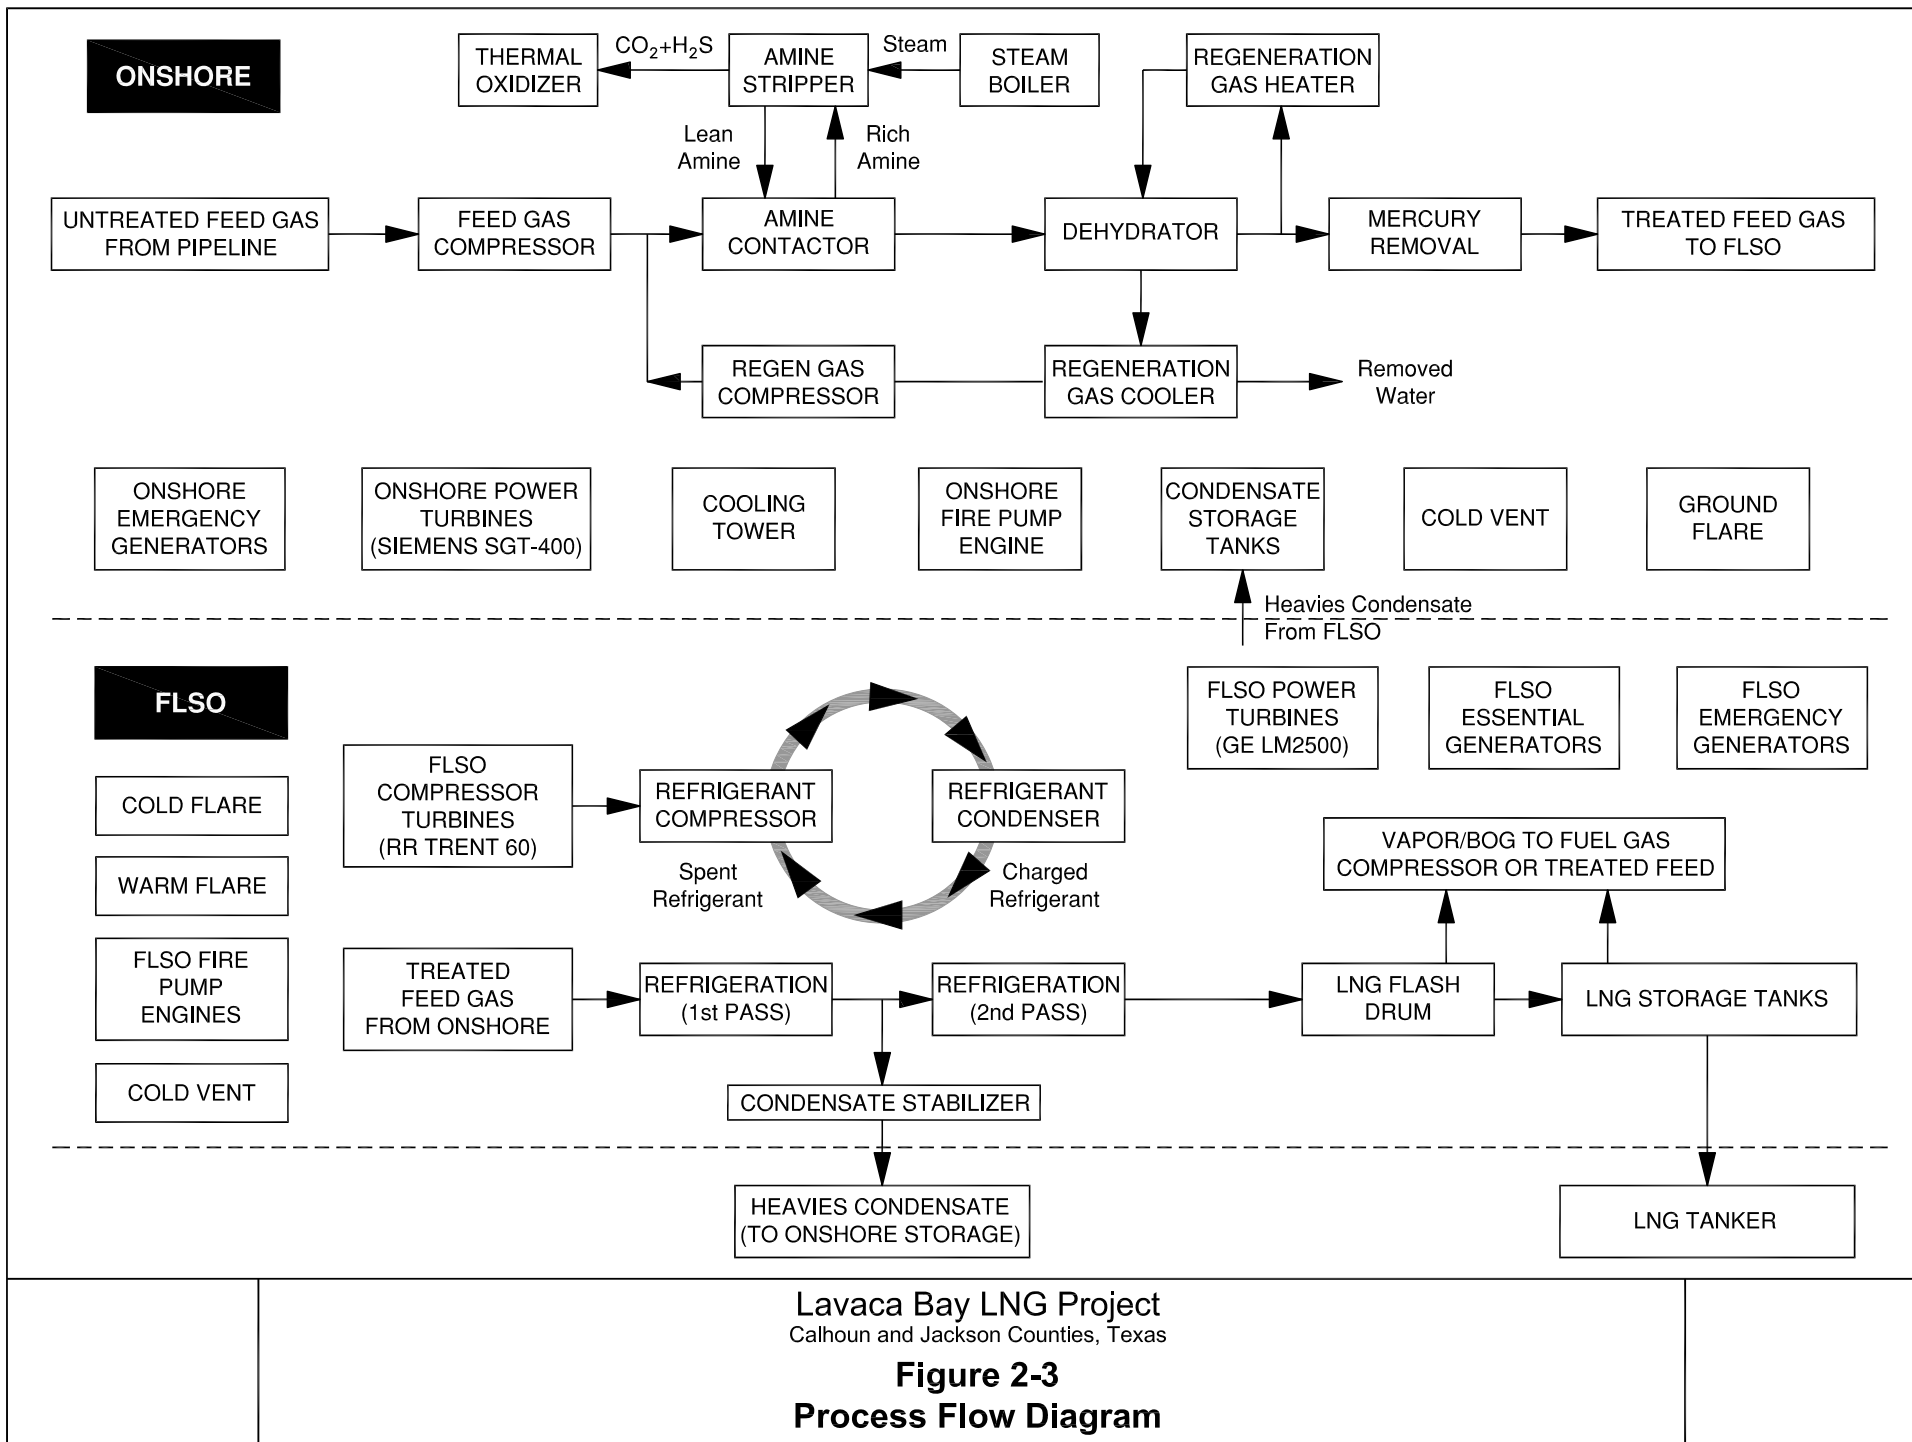 ONSHORE
THERMAL
OXIDIZER
CO₂+H₂S
AMINE
STRIPPER
Steam
STEAM
BOILER
REGENERATION
GAS HEATER
Lean
Amine
Rich
Amine
UNTREATED FEED GAS
FROM PIPELINE
FEED GAS
COMPRESSOR
AMINE
CONTACTOR
DEHYDRATOR
MERCURY
REMOVAL
TREATED FEED GAS
TO FLSO
REGEN GAS
COMPRESSOR
REGENERATION
GAS COOLER
Removed
Water
ONSHORE
EMERGENCY
GENERATORS
ONSHORE POWER
TURBINES
(SIEMENS SGT-400)
COOLING
TOWER
ONSHORE
FIRE PUMP
ENGINE
CONDENSATE
STORAGE
TANKS
COLD VENT
GROUND
FLARE
Heavies Condensate
From FLSO
FLSO
FLSO POWER
TURBINES
(GE LM2500)
FLSO
ESSENTIAL
GENERATORS
FLSO
EMERGENCY
GENERATORS
COLD FLARE
FLSO
COMPRESSOR
TURBINES
(RR TRENT 60)
REFRIGERANT
COMPRESSOR
REFRIGERANT
CONDENSER
VAPOR/BOG TO FUEL GAS
COMPRESSOR OR TREATED FEED
WARM FLARE
Spent
Refrigerant
Charged
Refrigerant
FLSO FIRE
PUMP
ENGINES
TREATED
FEED GAS
FROM ONSHORE
REFRIGERATION
(1st PASS)
REFRIGERATION
(2nd PASS)
LNG FLASH
DRUM
LNG STORAGE TANKS
COLD VENT
CONDENSATE STABILIZER
HEAVIES CONDENSATE
(TO ONSHORE STORAGE)
LNG TANKER
Lavaca Bay LNG Project
Calhoun and Jackson Counties, Texas
Figure 2-3
Process Flow Diagram